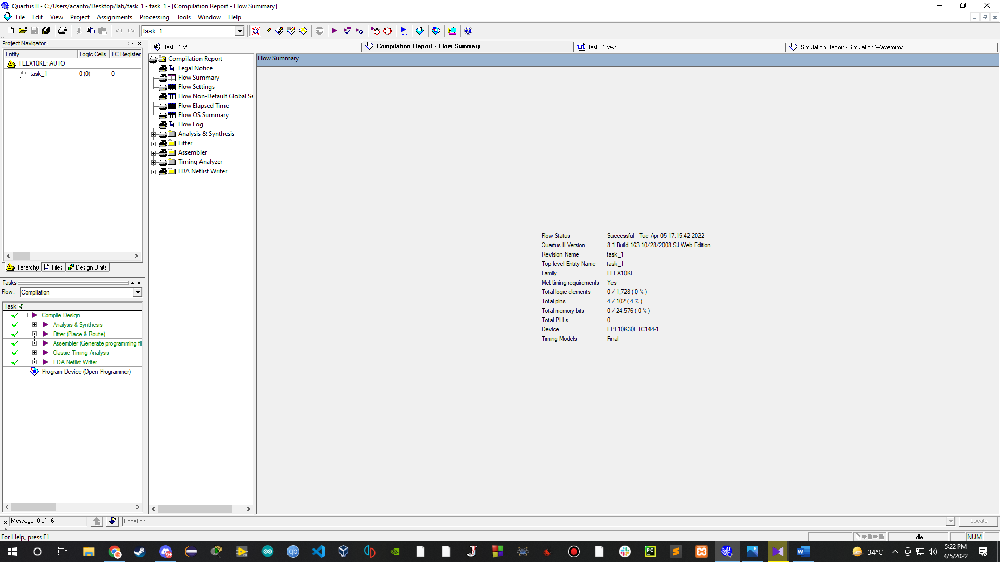 Quartus II - C:/Users/acanto/Desktop/lab/task_1 - task_1 - [Compilation Report - Flow Summary]
File Edit View Project Assignments Processing Tools Window Help
task_1
Project Navigator
Entity Logic Cells LC Register
FLEX10KE: AUTO
task_1 0 (0) 0
Hierarchy Files Design Units
Tasks
Flow: Compilation
Task
Compile Design
Analysis & Synthesis
Fitter (Place & Route)
Assembler (Generate programming fil
Classic Timing Analysis
EDA Netlist Writer
Program Device (Open Programmer)
task_1.v*
Compilation Report - Flow Summary
task_1.vwf
Simulation Report - Simulation Waveforms
Compilation Report
Legal Notice
Flow Summary
Flow Settings
Flow Non-Default Global Se
Flow Elapsed Time
Flow OS Summary
Flow Log
Analysis & Synthesis
Fitter
Assembler
Timing Analyzer
EDA Netlist Writer
Flow Summary
Flow Status Successful - Tue Apr 05 17:15:42 2022
Quartus II Version 8.1 Build 163 10/28/2008 SJ Web Edition
Revision Name task_1
Top-level Entity Name task_1
Family FLEX10KE
Met timing requirements Yes
Total logic elements 0 / 1,728 ( 0 % )
Total pins 4 / 102 ( 4 % )
Total memory bits 0 / 24,576 ( 0 % )
Total PLLs 0
Device EPF10K30ETC144-1
Timing Models Final
Message: 0 of 16
Location:
Locate
For Help, press F1
Idle
NUM
34°C
5:22 PM
4/5/2022